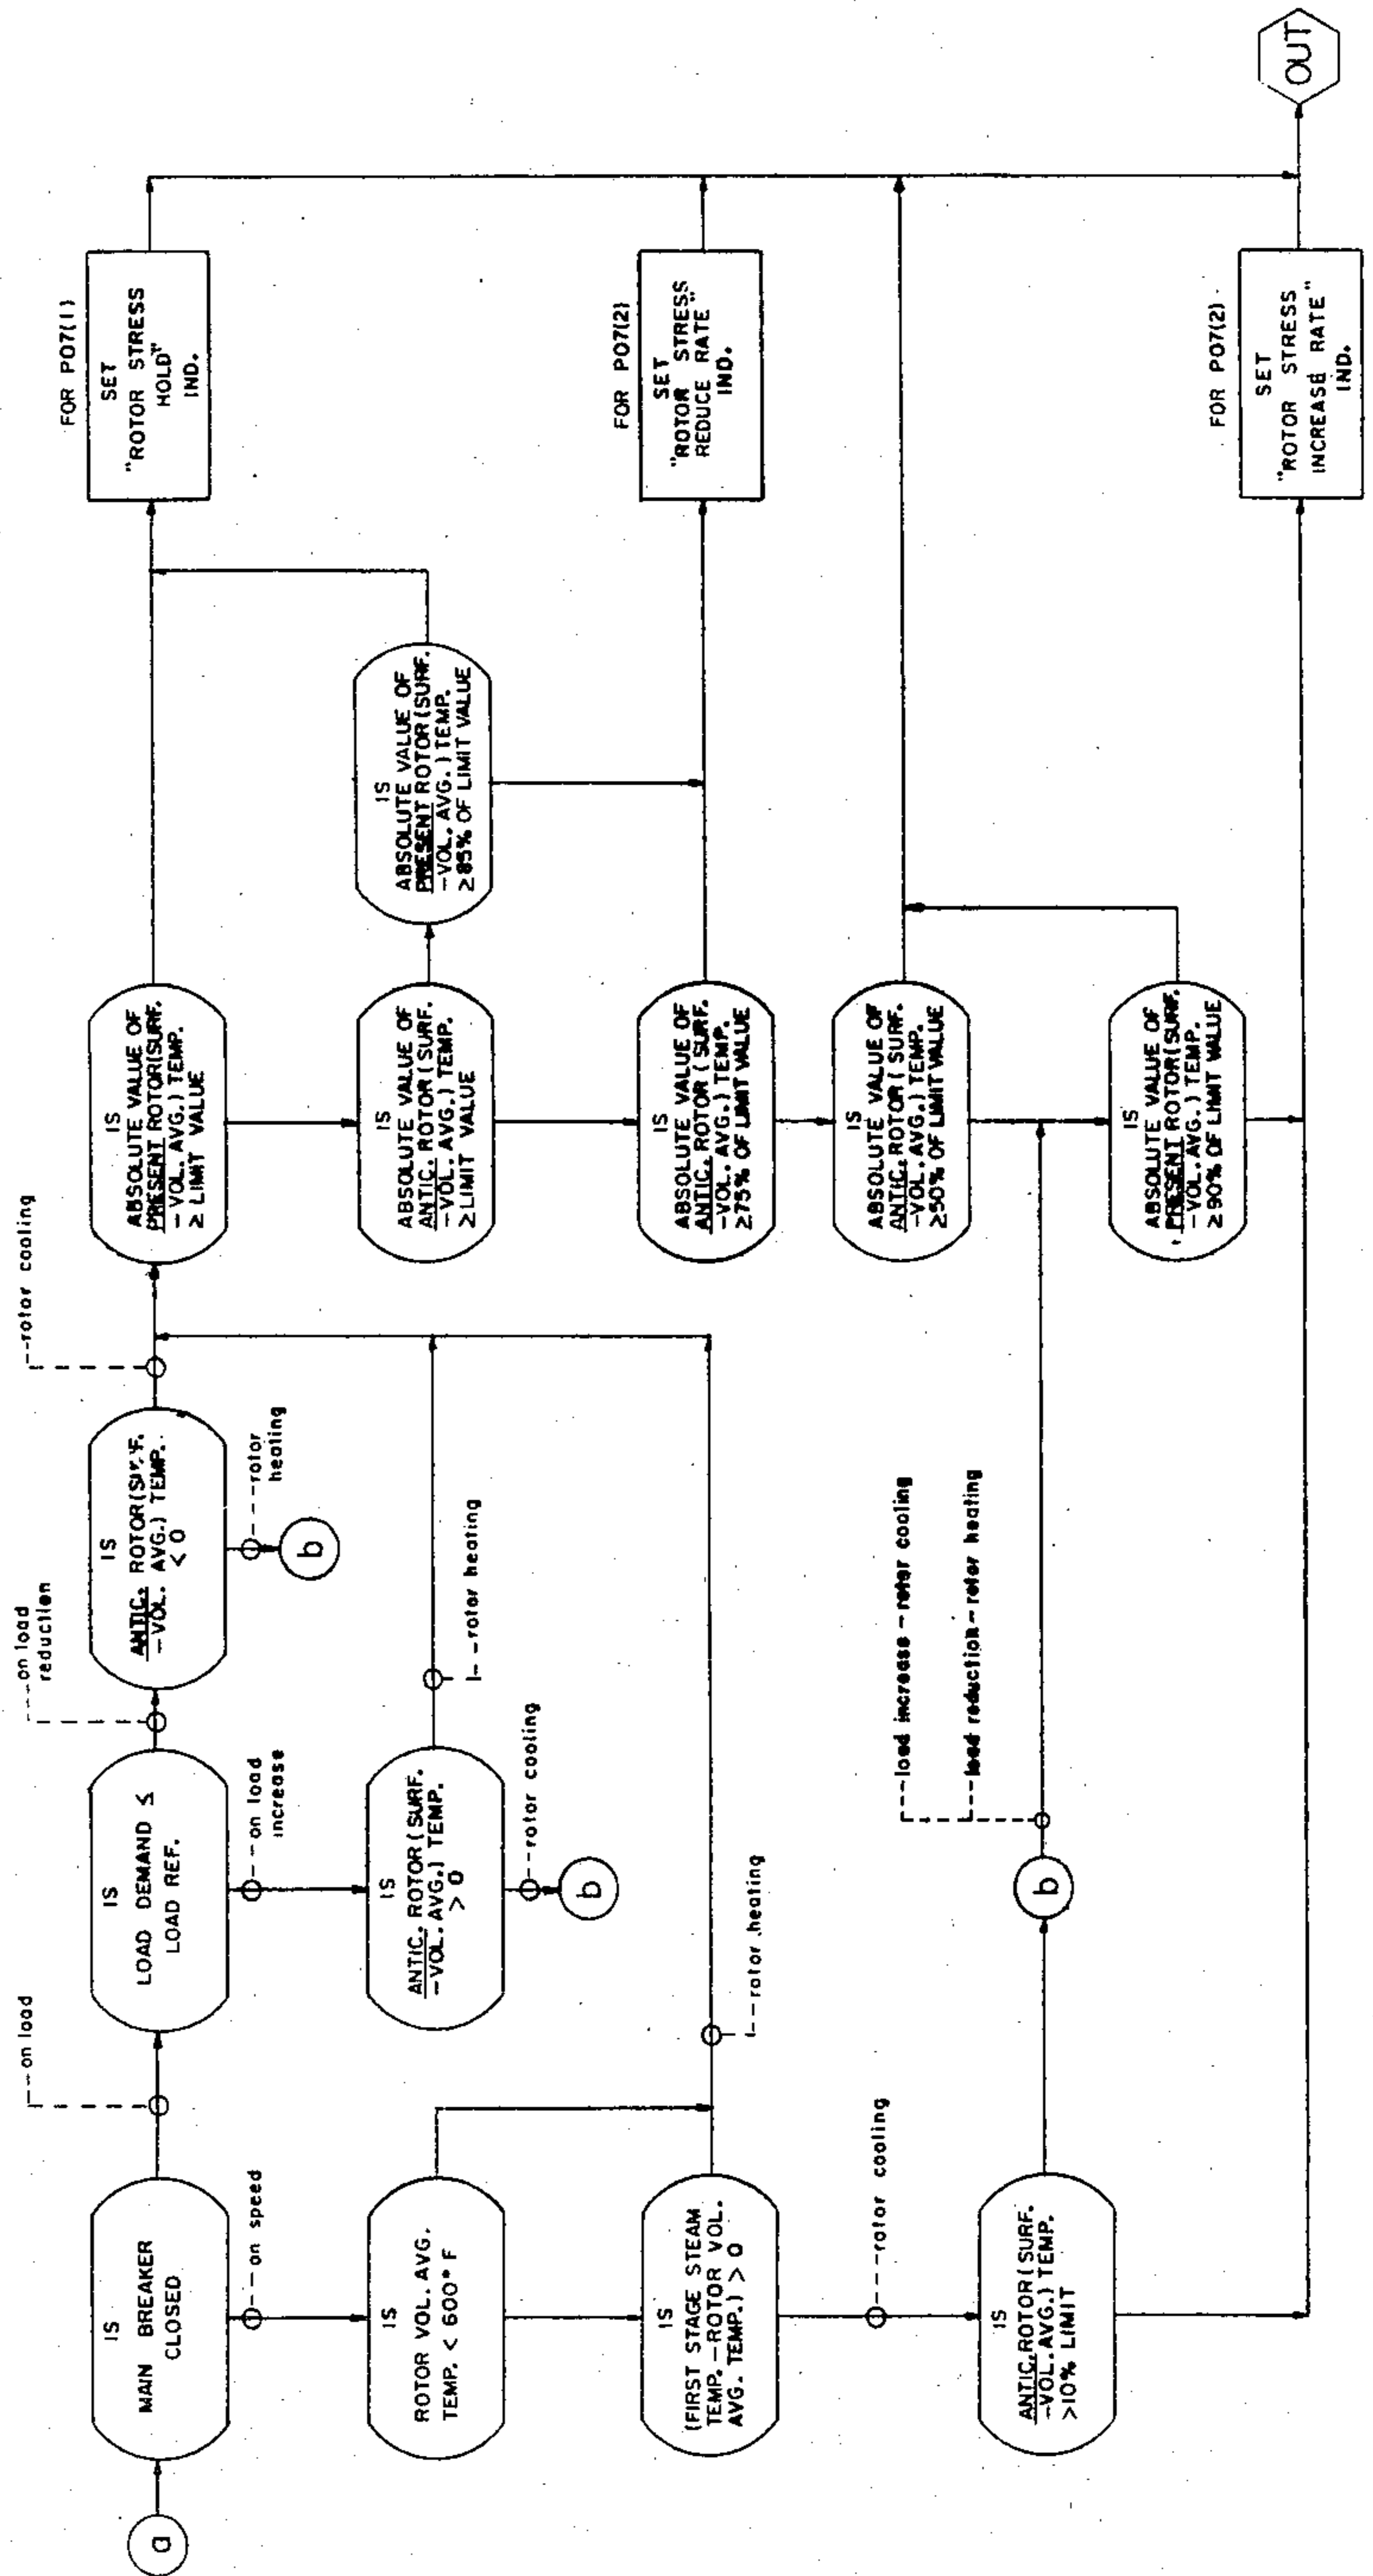 a
IS
MAIN BREAKER
CLOSED
---on load
---on speed
IS
LOAD DEMAND ≤
LOAD REF.
---on load
reduction
---on load
increase
IS
ANTIC. ROTOR (SURF.
-VOL. AVG.) TEMP.
< 0
---rotor cooling
---rotor
heating
b
IS
ABSOLUTE VALUE OF
PRESENT ROTOR (SURF.
- VOL. AVG.) TEMP.
≥ LIMIT VALUE
FOR P07(1)
SET
"ROTOR STRESS
HOLD"
IND.
IS
ROTOR VOL. AVG.
TEMP. < 600° F
IS
ANTIC. ROTOR (SURF.
-VOL. AVG.) TEMP.
> 0
---rotor heating
---rotor cooling
b
IS
ABSOLUTE VALUE OF
ANTIC. ROTOR (SURF.
-VOL. AVG.) TEMP.
≥ LIMIT VALUE
IS
ABSOLUTE VALUE OF
PRESENT ROTOR (SURF.
-VOL. AVG.) TEMP.
≥ 85% OF LIMIT VALUE
IS
(FIRST STAGE STEAM
TEMP. - ROTOR VOL.
AVG. TEMP.) > 0
---rotor heating
---rotor cooling
IS
ABSOLUTE VALUE OF
ANTIC. ROTOR (SURF.
-VOL. AVG.) TEMP.
≥75% OF LIMIT VALUE
FOR P07(2)
SET
"ROTOR STRESS
REDUCE RATE"
IND.
IS
ABSOLUTE VALUE OF
ANTIC. ROTOR (SURF.
-VOL. AVG.) TEMP.
≥50% OF LIMIT VALUE
IS
ANTIC. ROTOR (SURF.
-VOL. AVG.) TEMP.
>10% LIMIT
b
---load increase - rotor cooling
---load reduction - rotor heating
IS
ABSOLUTE VALUE OF
PRESENT ROTOR (SURF.
-VOL. AVG.) TEMP.
≥90% OF LIMIT VALUE
FOR P07(2)
SET
"ROTOR STRESS
INCREASE RATE"
IND.
OUT